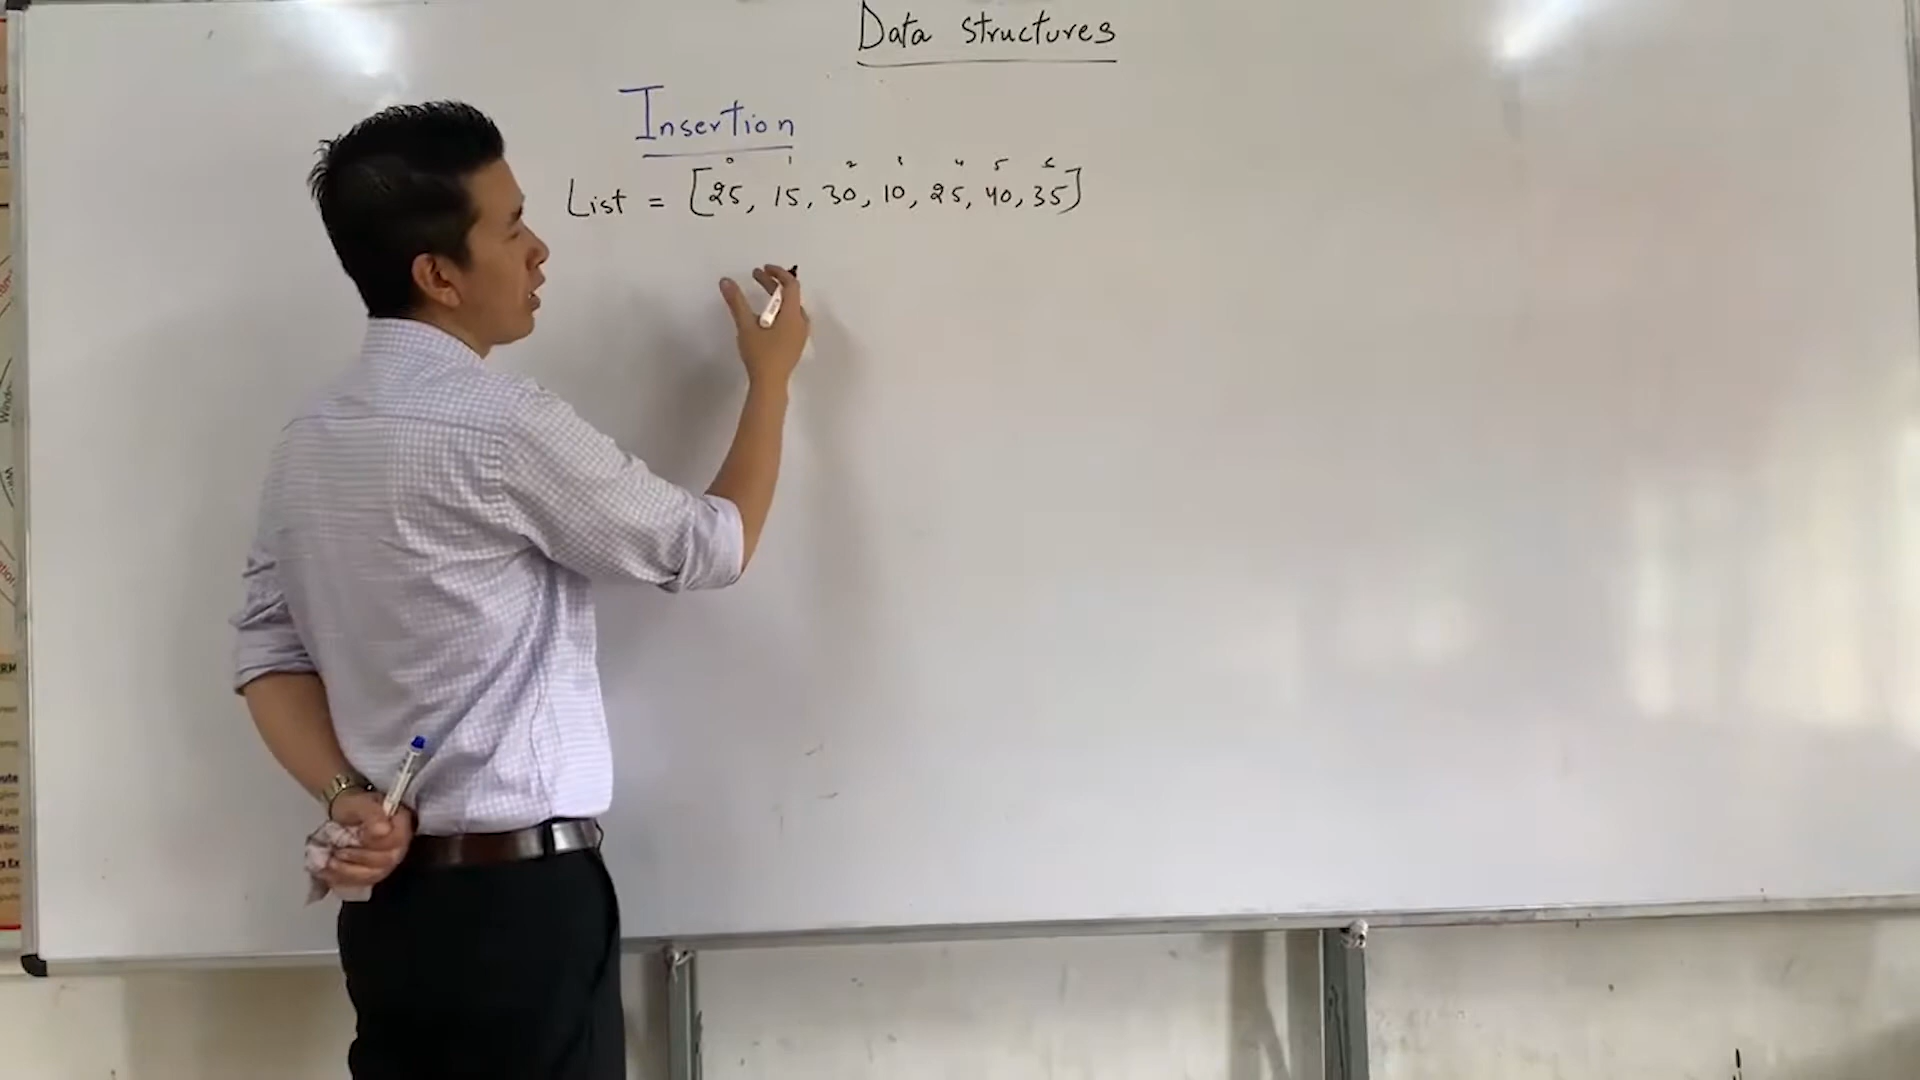 Data structures
Insertion
0 1 2 3 4 5 6
List = [25, 15, 30, 10, 25, 40, 35]